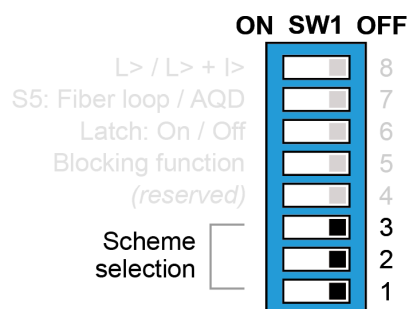 ON SW1 OFF
L> / L> + I> 8
S5: Fiber loop / AQD 7
Latch: On / Off 6
Blocking function 5
(reserved) 4
3
Scheme
selection 2
1